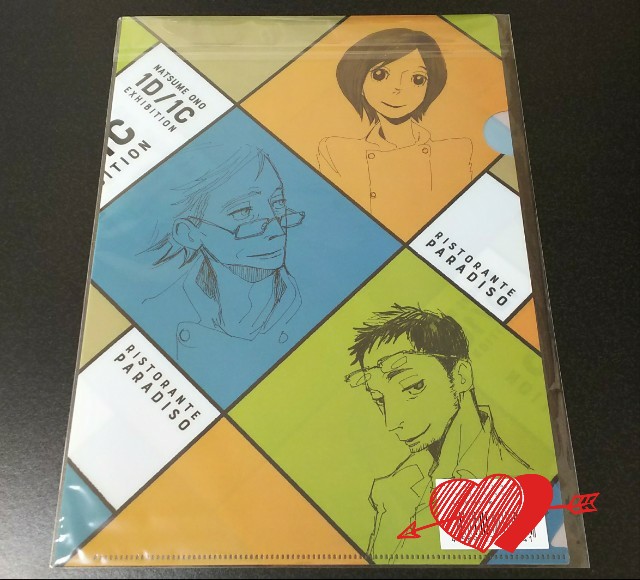 NATSUME ONO
1D/1C
EXHIBITION
RISTORANTE
PARADISO
RISTORANTE
PARADISO